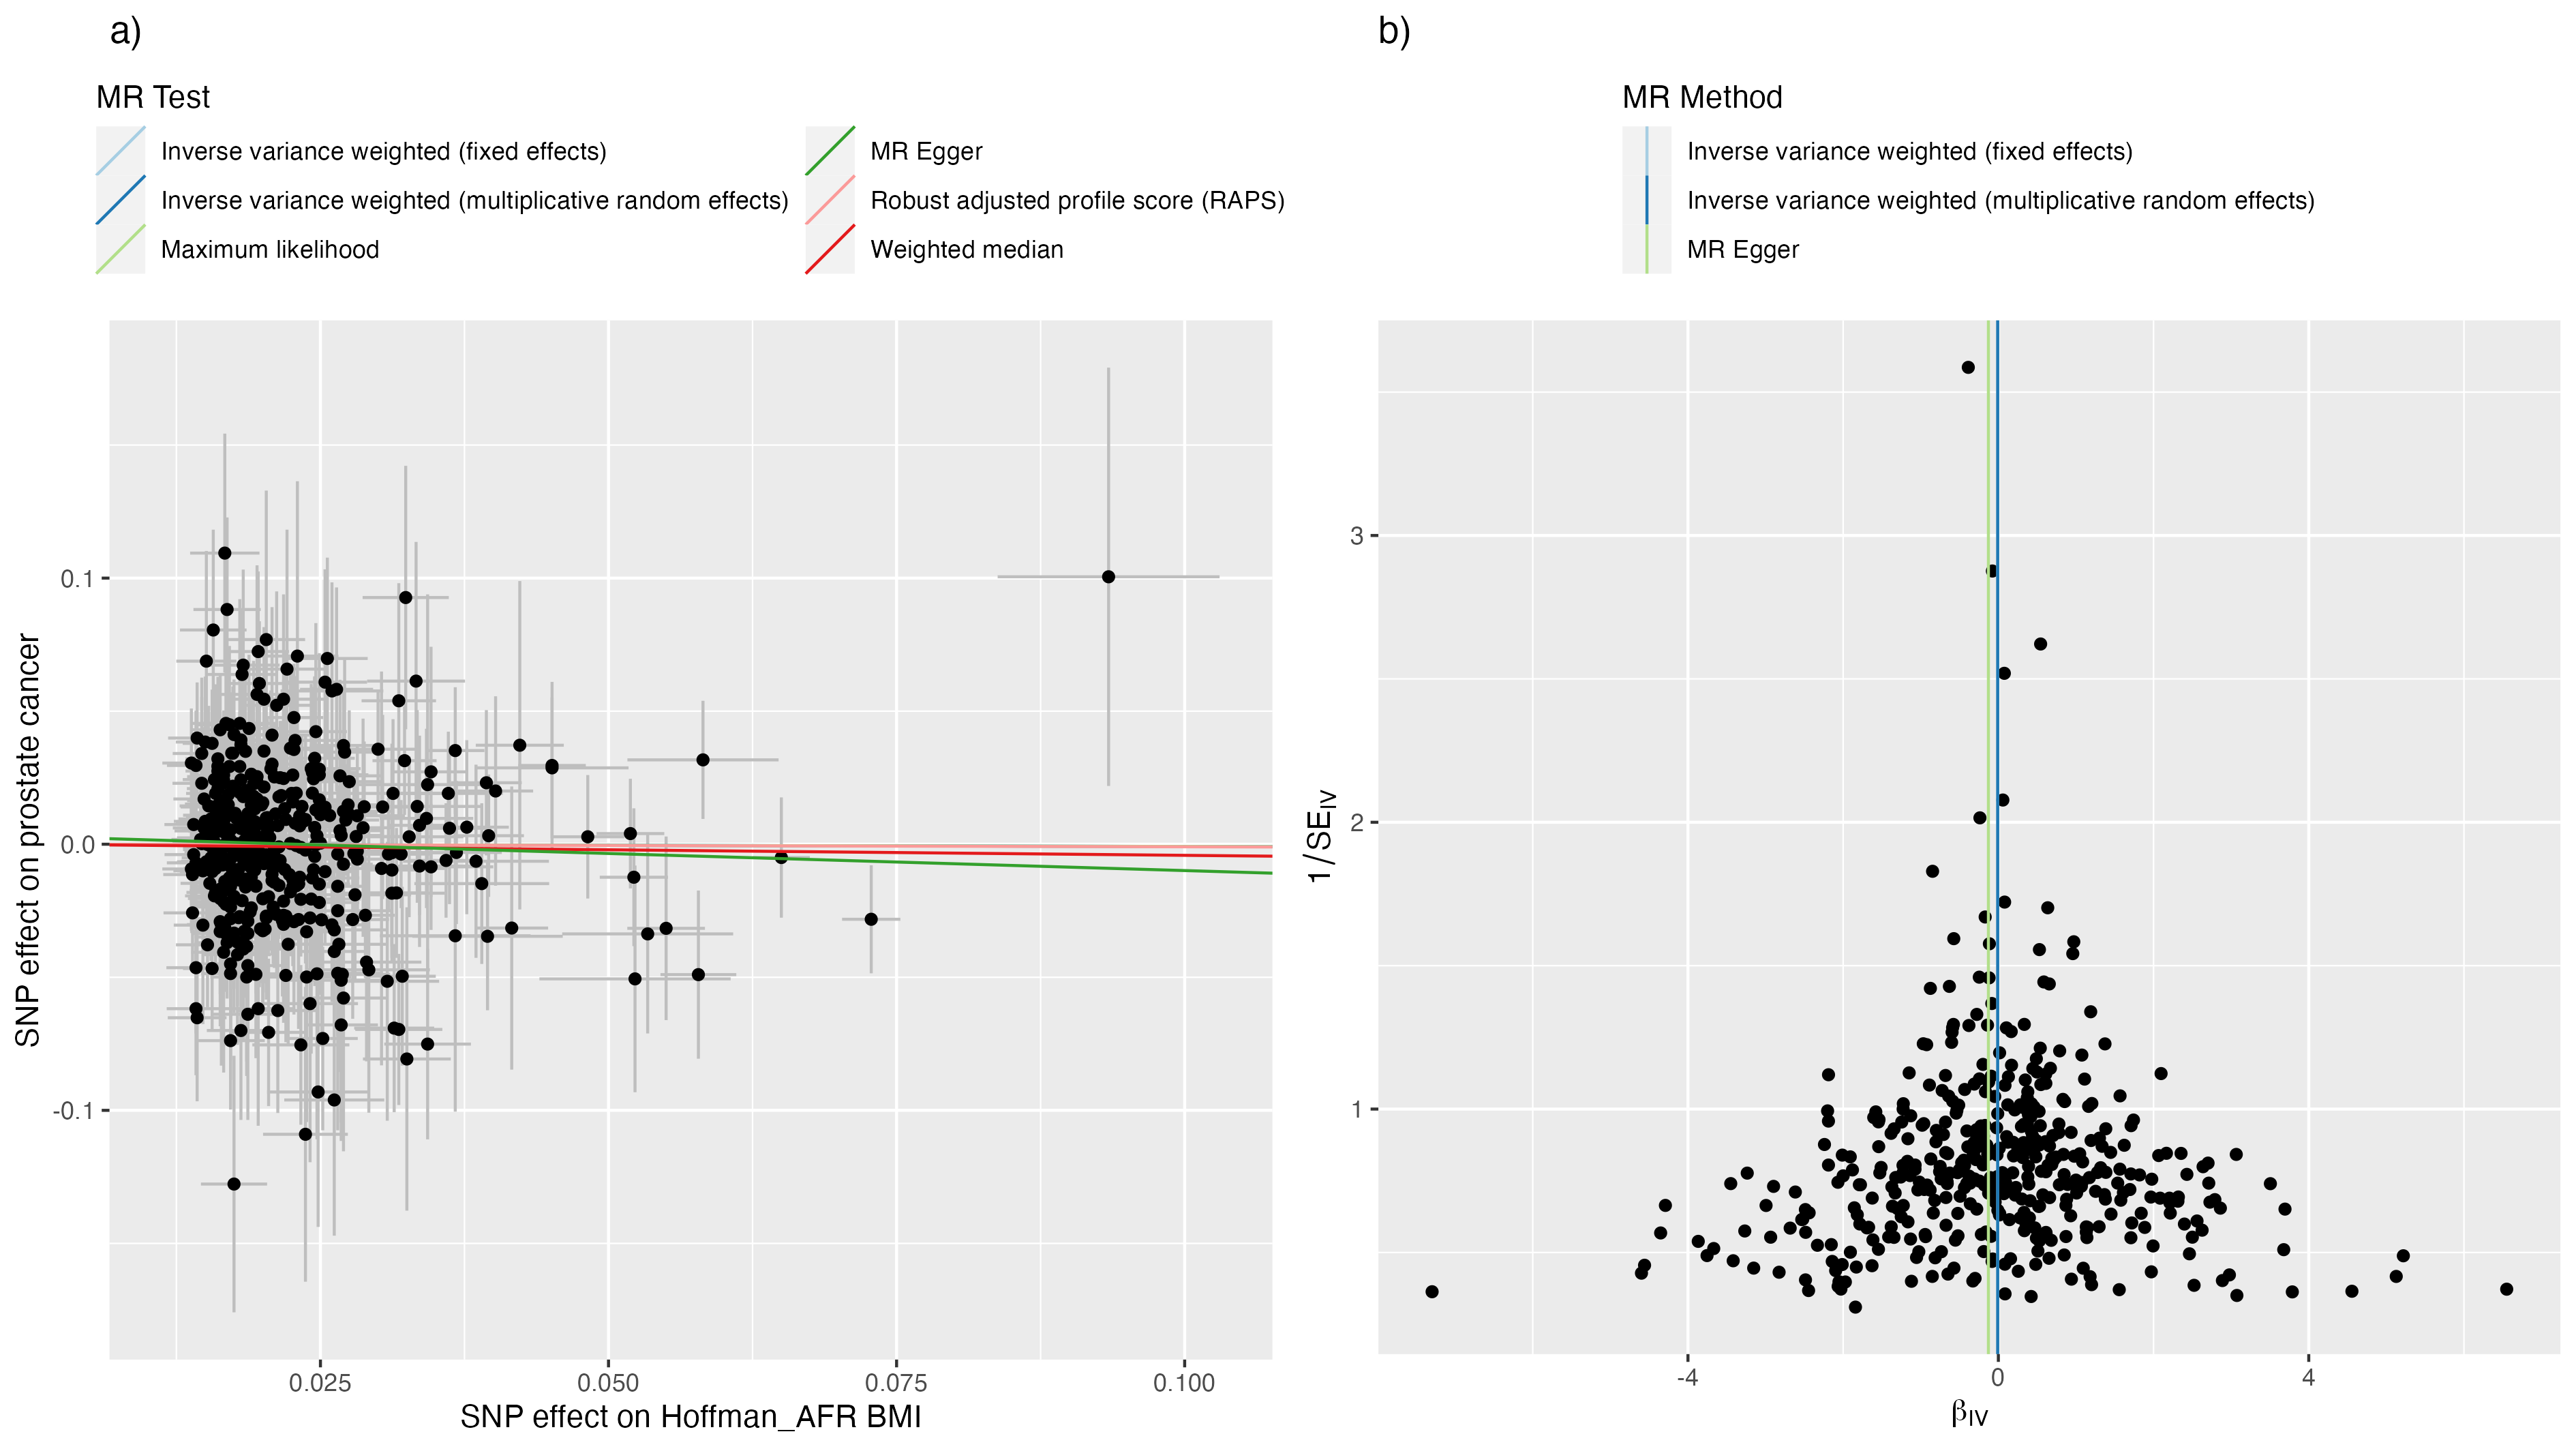 a)
MR Test
Inverse variance weighted (fixed effects)
Inverse variance weighted (multiplicative random effects)
Maximum likelihood
MR Egger
Robust adjusted profile score (RAPS)
Weighted median
SNP effect on prostate cancer
0.1
0.0
-0.1
0.025
0.050
0.075
0.100
SNP effect on Hoffman_AFR BMI
b)
MR Method
Inverse variance weighted (fixed effects)
Inverse variance weighted (multiplicative random effects)
MR Egger
1/SE_IV
3
2
1
-4
0
4
β_IV